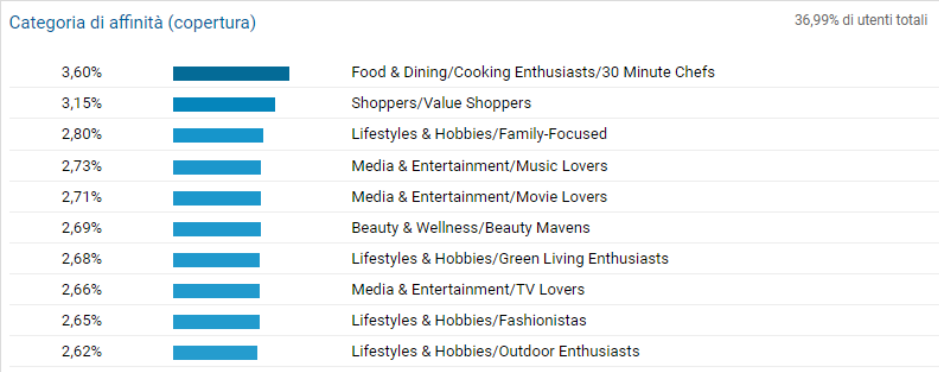 Categoria di affinità (copertura) 36,99% di utenti totali
3,60% Food & Dining/Cooking Enthusiasts/30 Minute Chefs
3,15% Shoppers/Value Shoppers
2,80% Lifestyles & Hobbies/Family-Focused
2,73% Media & Entertainment/Music Lovers
2,71% Media & Entertainment/Movie Lovers
2,69% Beauty & Wellness/Beauty Mavens
2,68% Lifestyles & Hobbies/Green Living Enthusiasts
2,66% Media & Entertainment/TV Lovers
2,65% Lifestyles & Hobbies/Fashionistas
2,62% Lifestyles & Hobbies/Outdoor Enthusiasts